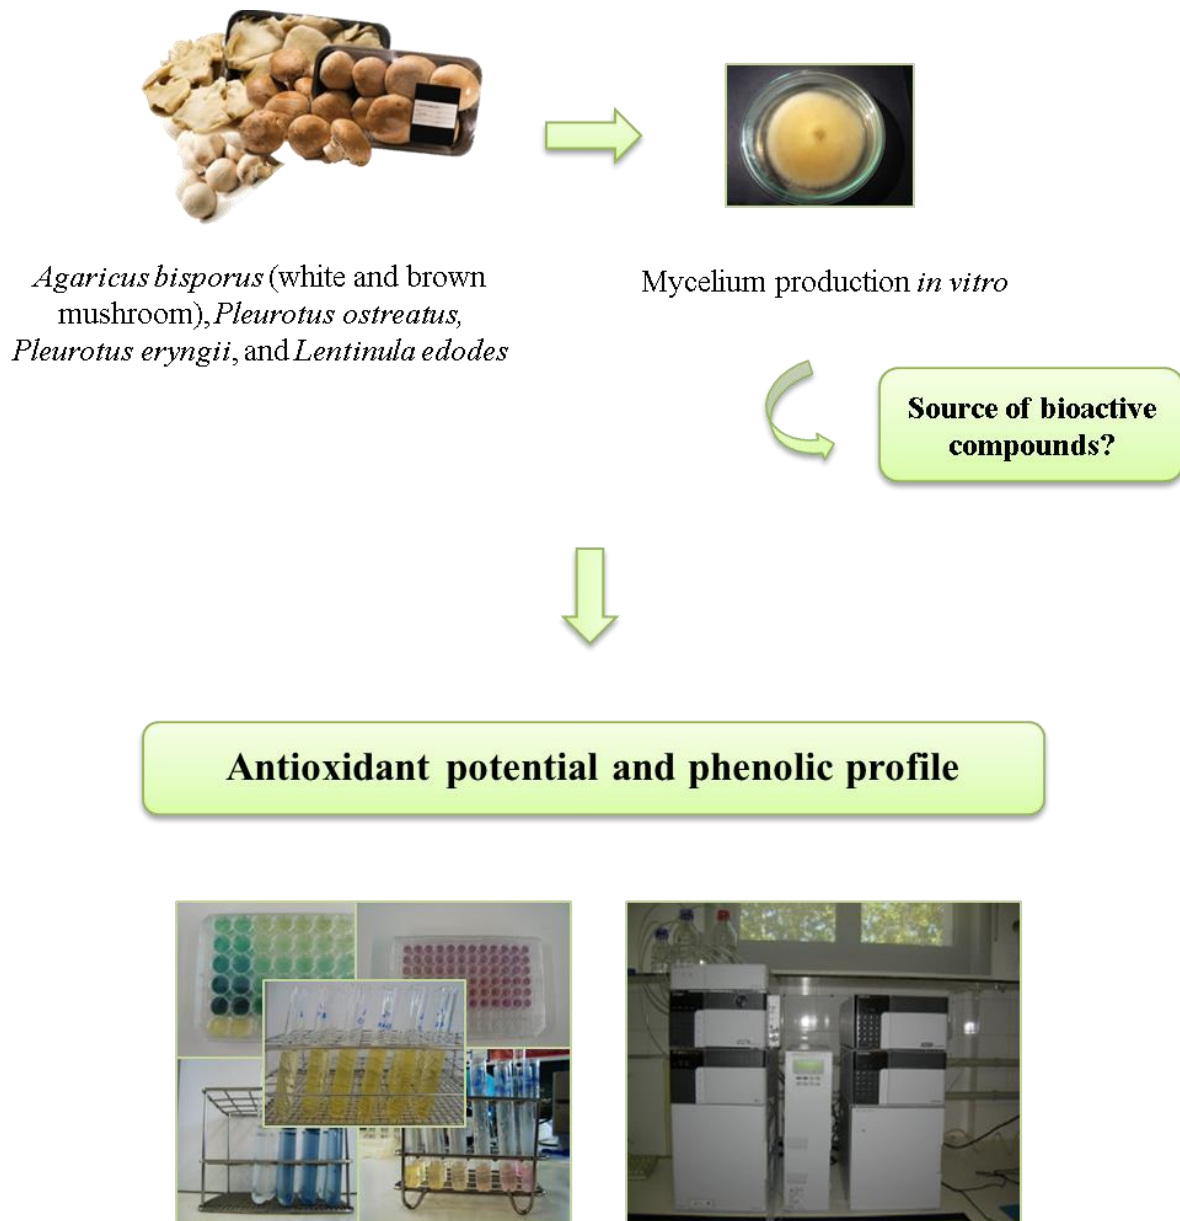 Agaricus bisporus (white and brown
mushroom), Pleurotus ostreatus,
Pleurotus eryngii, and Lentinula edodes
Mycelium production in vitro
Source of bioactive
compounds?
Antioxidant potential and phenolic profile